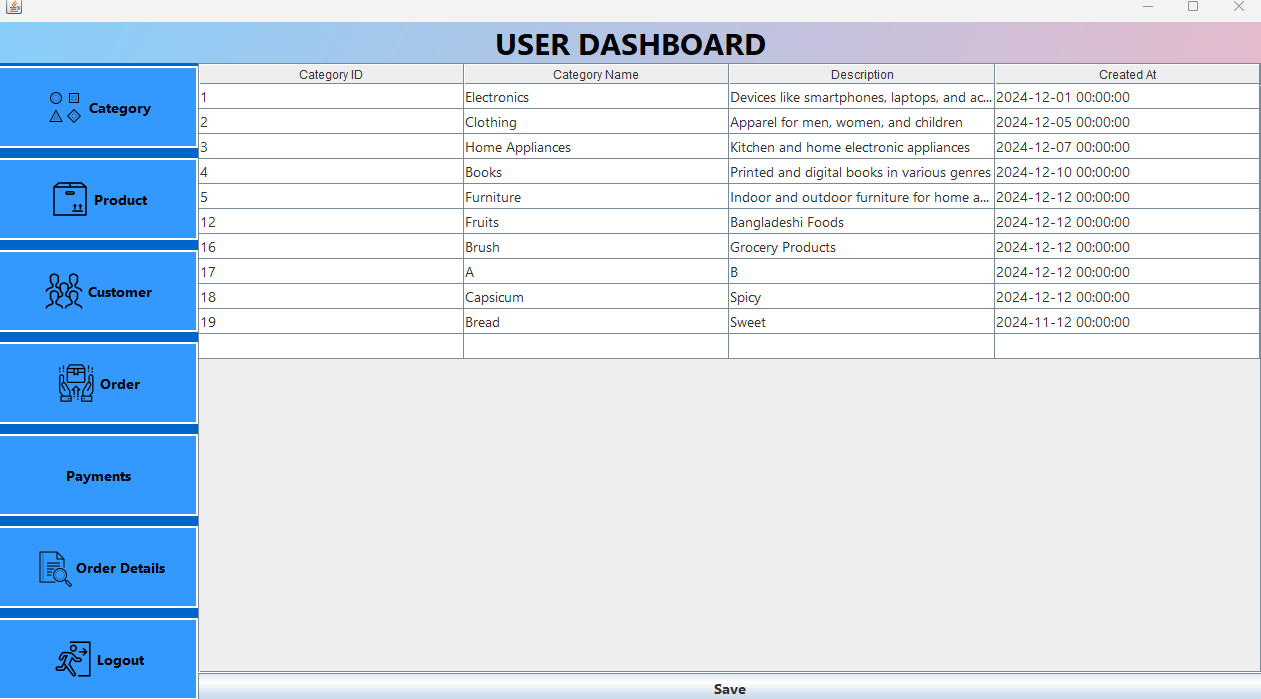 USER DASHBOARD
Category
Product
Customer
Order
Payments
Order Details
Logout
Category ID Category Name Description Created At
1 Electronics Devices like smartphones, laptops, and ac... 2024-12-01 00:00:00
2 Clothing Apparel for men, women, and children 2024-12-05 00:00:00
3 Home Appliances Kitchen and home electronic appliances 2024-12-07 00:00:00
4 Books Printed and digital books in various genres 2024-12-10 00:00:00
5 Furniture Indoor and outdoor furniture for home a... 2024-12-12 00:00:00
12 Fruits Bangladeshi Foods 2024-12-12 00:00:00
16 Brush Grocery Products 2024-12-12 00:00:00
17 A B 2024-12-12 00:00:00
18 Capsicum Spicy 2024-12-12 00:00:00
19 Bread Sweet 2024-11-12 00:00:00
Save